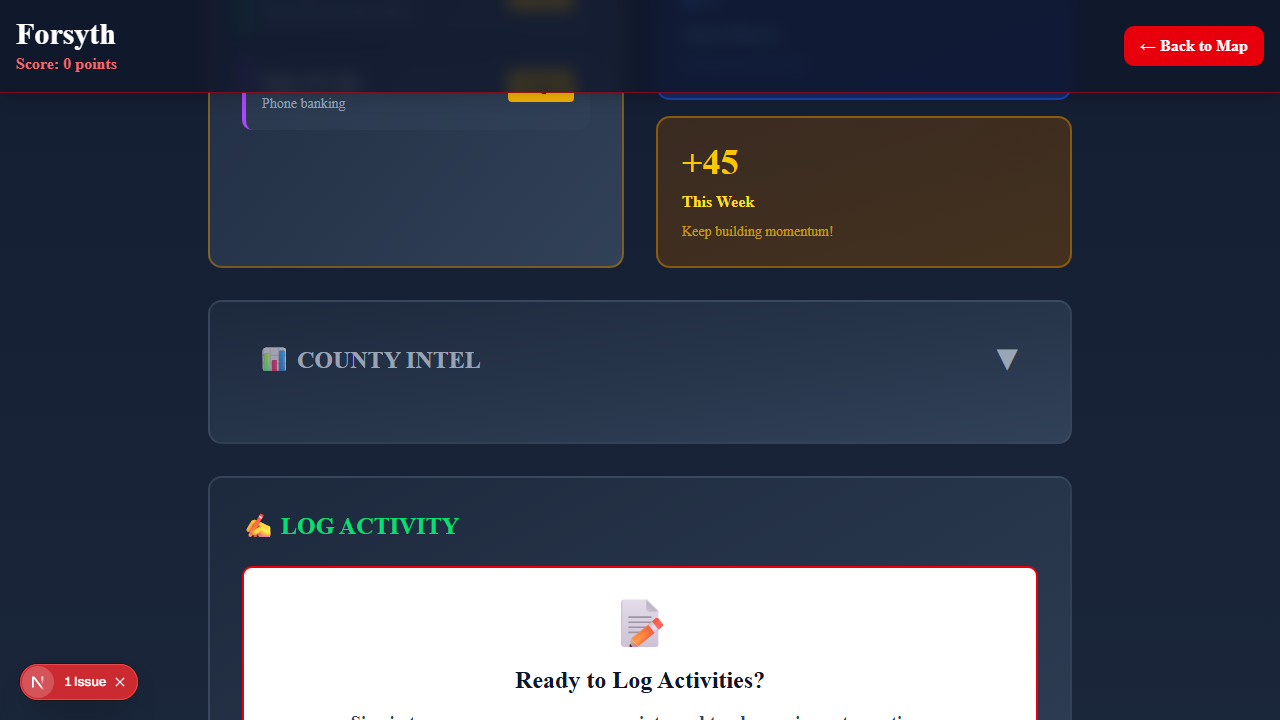 Forsyth
Score: 0 points
← Back to Map
Phone banking
+45
This Week
Keep building momentum!
COUNTY INTEL
▼
LOG ACTIVITY
Ready to Log Activities?
1 Issue